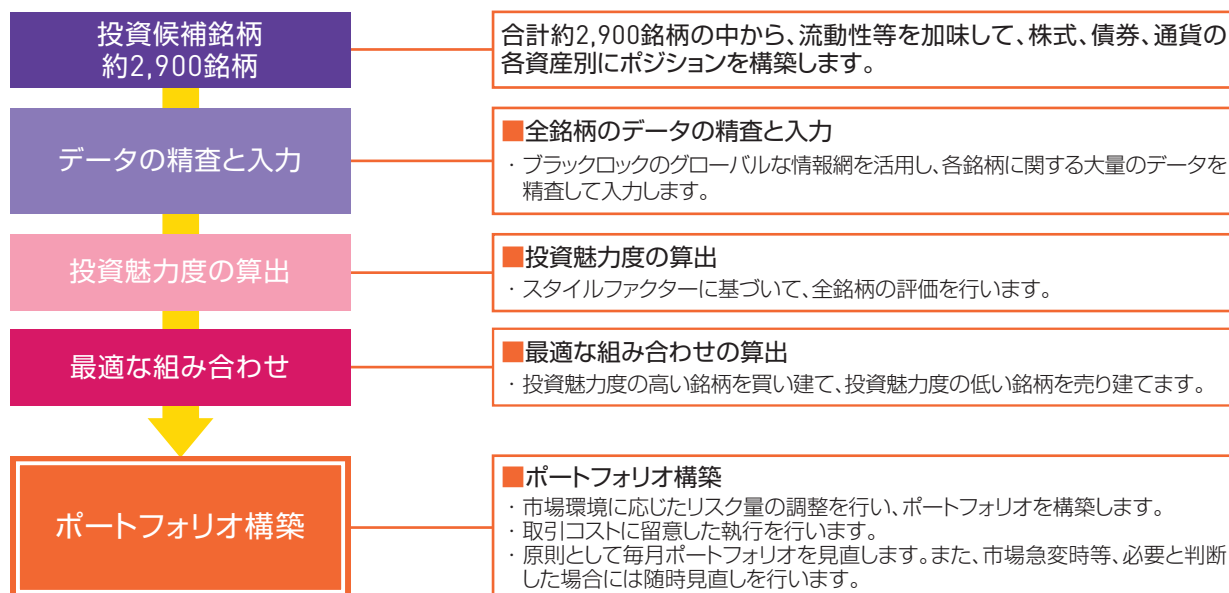 投資候補銘柄
約2,900銘柄
合計約2,900銘柄の中から、流動性等を加味して、株式、債券、通貨の
各資産別にポジションを構築します。
データの精査と入力
■全銘柄のデータの精査と入力
・ブラックロックのグローバルな情報網を活用し、各銘柄に関する大量のデータを
精査して入力します。
投資魅力度の算出
■投資魅力度の算出
・スタイルファクターに基づいて、全銘柄の評価を行います。
最適な組み合わせ
■最適な組み合わせの算出
・投資魅力度の高い銘柄を買い建て、投資魅力度の低い銘柄を売り建てます。
ポートフォリオ構築
■ポートフォリオ構築
・市場環境に応じたリスク量の調整を行い、ポートフォリオを構築します。
・取引コストに留意した執行を行います。
・原則として毎月ポートフォリオを見直します。また、市場急変時等、必要と判断
した場合には随時見直しを行います。